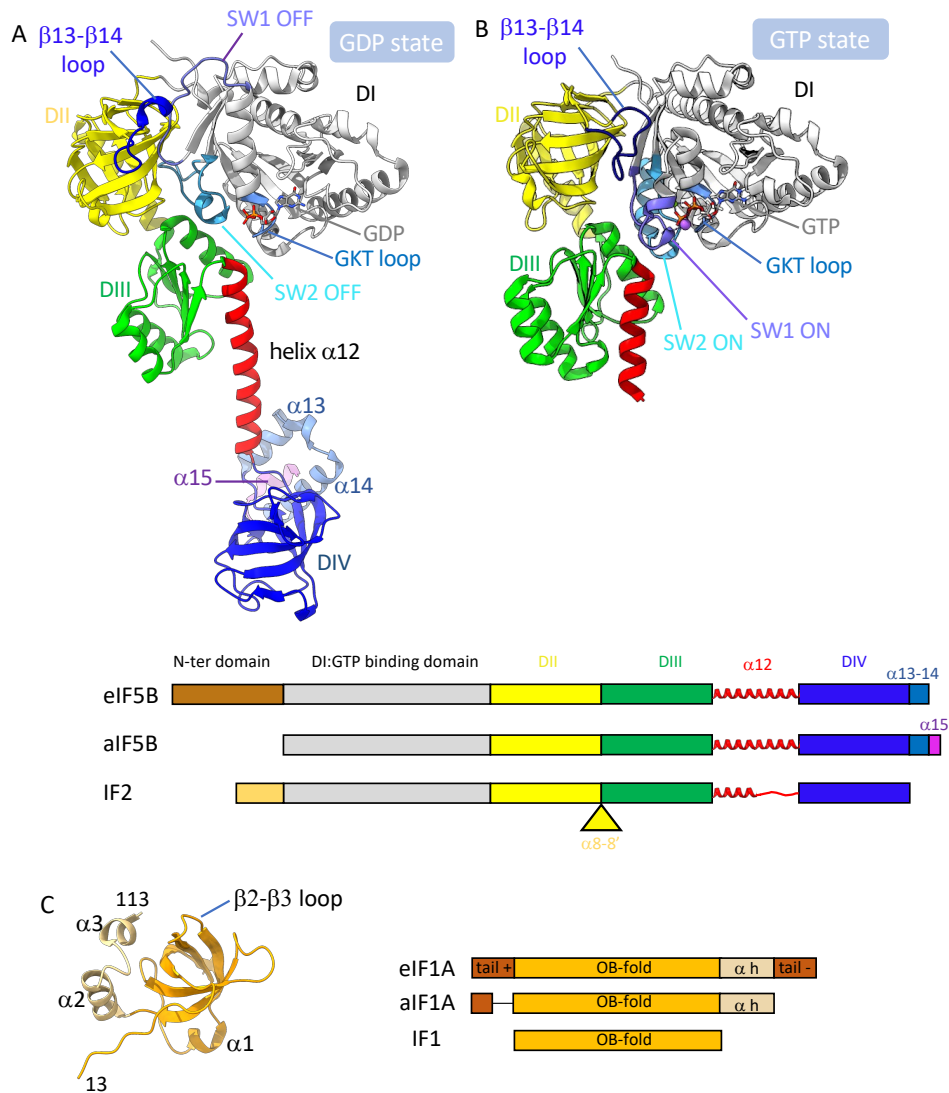 A
SW1 OFF
β13-β14
loop
GDP state
DI
DII
GDP
GKT loop
DIII
SW2 OFF
helix α12
α13
α15
α14
DIV
B
β13-β14
loop
GTP state
DI
DII
GTP
DIII
GKT loop
SW2 ON
SW1 ON
N-ter domain
DI:GTP binding domain
DII
DIII
α12
DIV
α13-14
eIF5B
α15
aIF5B
IF2
α8-8'
C
113
β2-β3 loop
α3
α2
α1
13
eIF1A
tail +
OB-fold
α h
tail -
aIF1A
OB-fold
α h
IF1
OB-fold